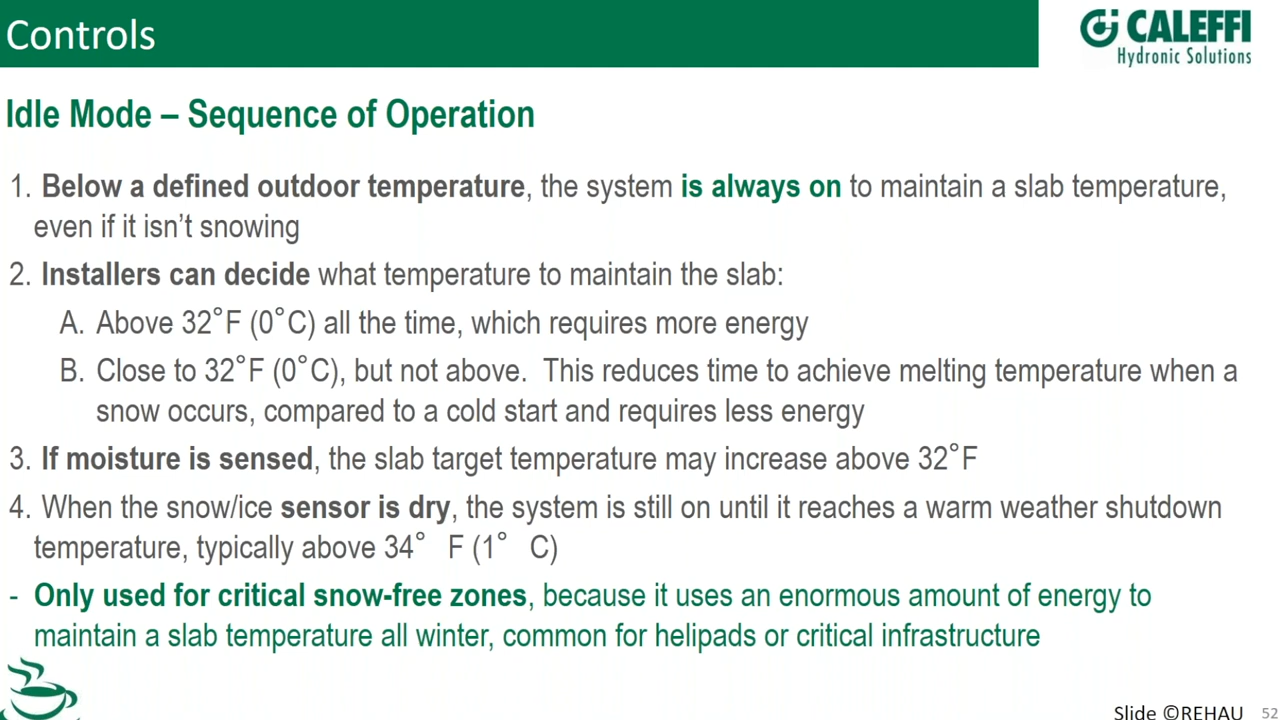 Controls
CALEFFI
Hydronic Solutions
Idle Mode – Sequence of Operation
1. Below a defined outdoor temperature, the system is always on to maintain a slab temperature,
even if it isn’t snowing
2. Installers can decide what temperature to maintain the slab:
A. Above 32°F (0°C) all the time, which requires more energy
B. Close to 32°F (0°C), but not above. This reduces time to achieve melting temperature when a
snow occurs, compared to a cold start and requires less energy
3. If moisture is sensed, the slab target temperature may increase above 32°F
4. When the snow/ice sensor is dry, the system is still on until it reaches a warm weather shutdown
temperature, typically above 34° F (1° C)
- Only used for critical snow-free zones, because it uses an enormous amount of energy to
maintain a slab temperature all winter, common for helipads or critical infrastructure
Slide ©REHAU 52